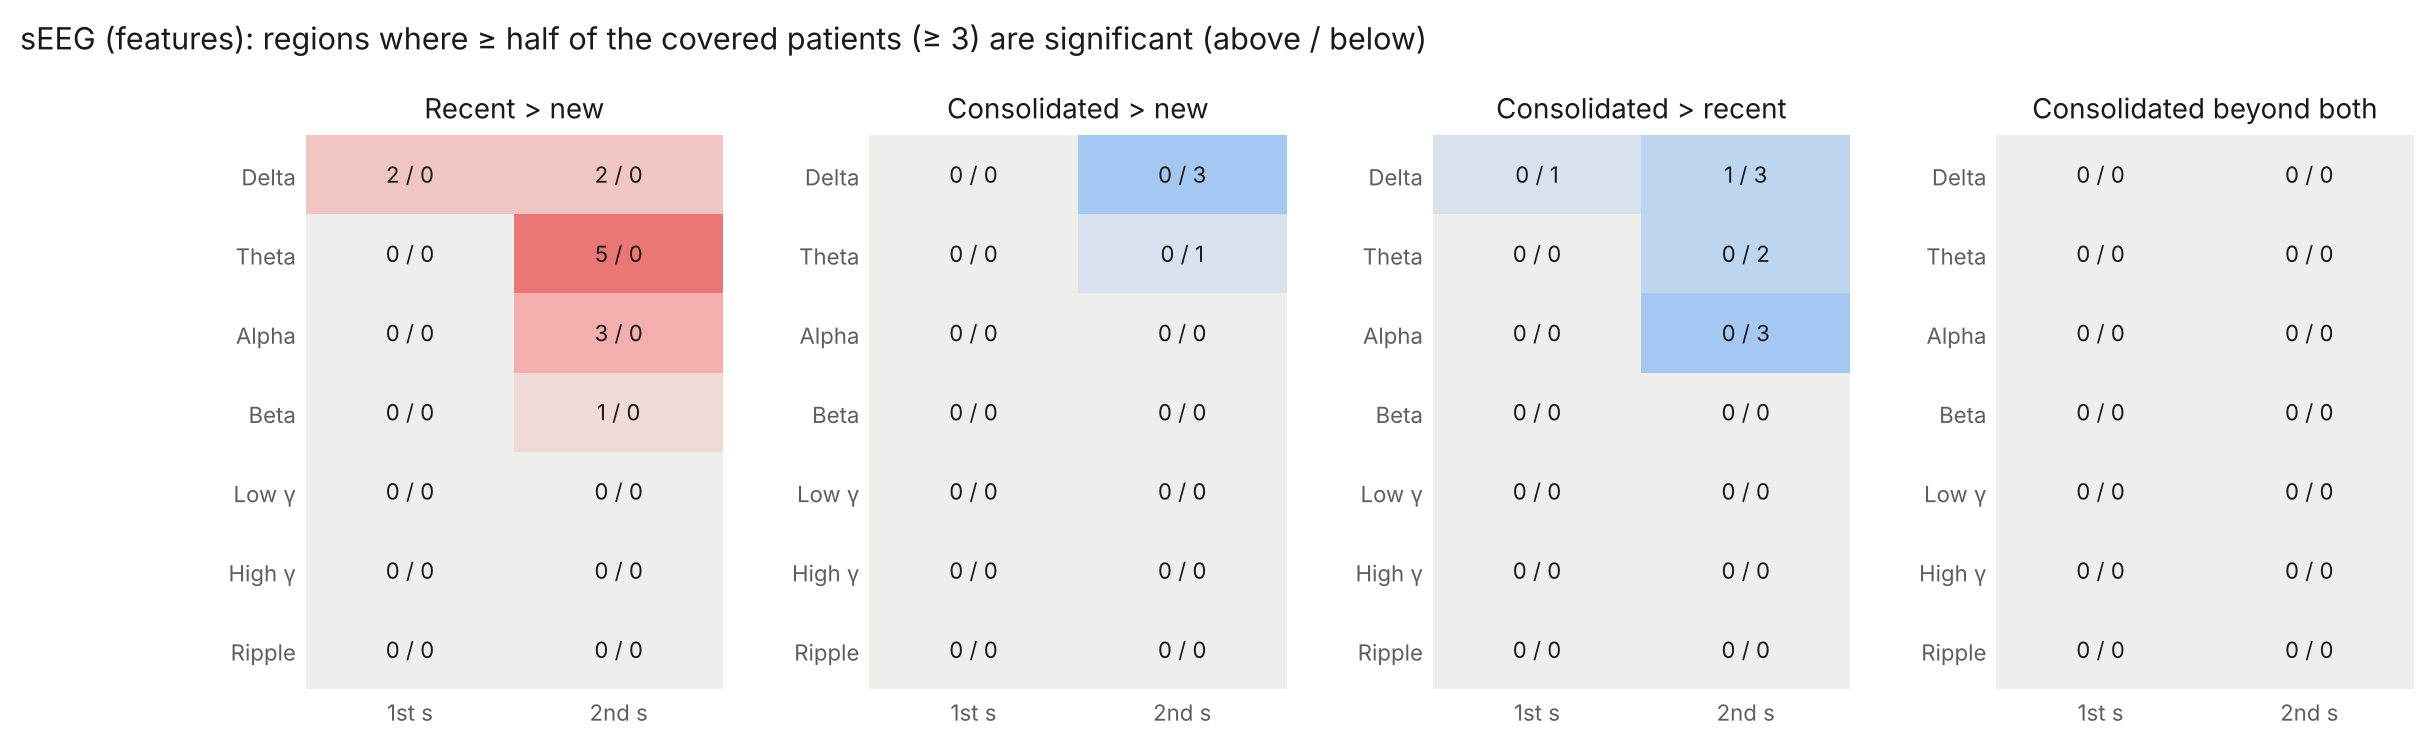 sEEG (features): regions where ≥ half of the covered patients (≥ 3) are significant (above / below)
Recent > new
Delta 2 / 0 2 / 0
Theta 0 / 0 5 / 0
Alpha 0 / 0 3 / 0
Beta 0 / 0 1 / 0
Low γ 0 / 0 0 / 0
High γ 0 / 0 0 / 0
Ripple 0 / 0 0 / 0
1st s 2nd s
Consolidated > new
Delta 0 / 0 0 / 3
Theta 0 / 0 0 / 1
Alpha 0 / 0 0 / 0
Beta 0 / 0 0 / 0
Low γ 0 / 0 0 / 0
High γ 0 / 0 0 / 0
Ripple 0 / 0 0 / 0
1st s 2nd s
Consolidated > recent
Delta 0 / 1 1 / 3
Theta 0 / 0 0 / 2
Alpha 0 / 0 0 / 3
Beta 0 / 0 0 / 0
Low γ 0 / 0 0 / 0
High γ 0 / 0 0 / 0
Ripple 0 / 0 0 / 0
1st s 2nd s
Consolidated beyond both
Delta 0 / 0 0 / 0
Theta 0 / 0 0 / 0
Alpha 0 / 0 0 / 0
Beta 0 / 0 0 / 0
Low γ 0 / 0 0 / 0
High γ 0 / 0 0 / 0
Ripple 0 / 0 0 / 0
1st s 2nd s